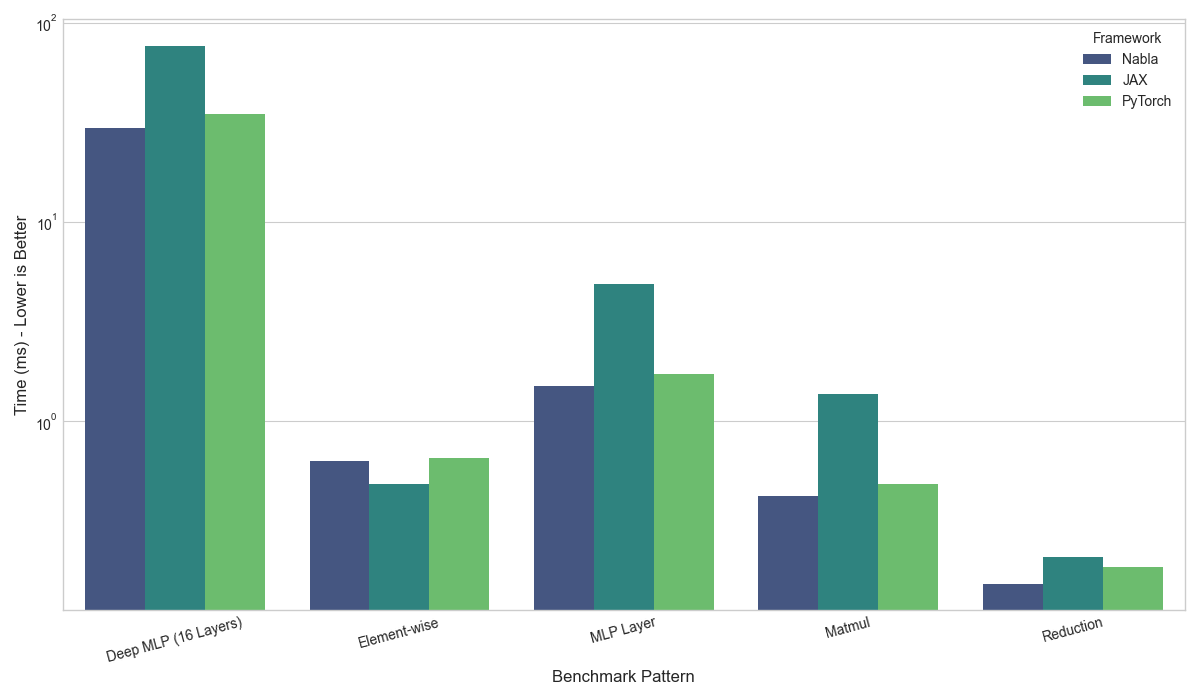 Framework
Nabla
JAX
PyTorch
Time (ms) - Lower is Better
10²
10¹
10⁰
Deep MLP (16 Layers)
Element-wise
MLP Layer
Matmul
Reduction
Benchmark Pattern